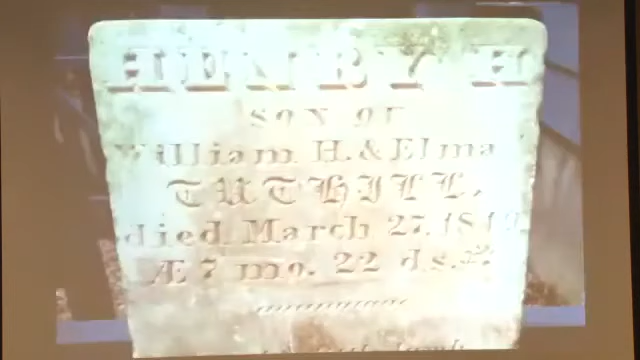 HENRY H
SON OF
William H. & Elma
TUTHILL,
died March 27,
Æ 7 mo. 22 ds.